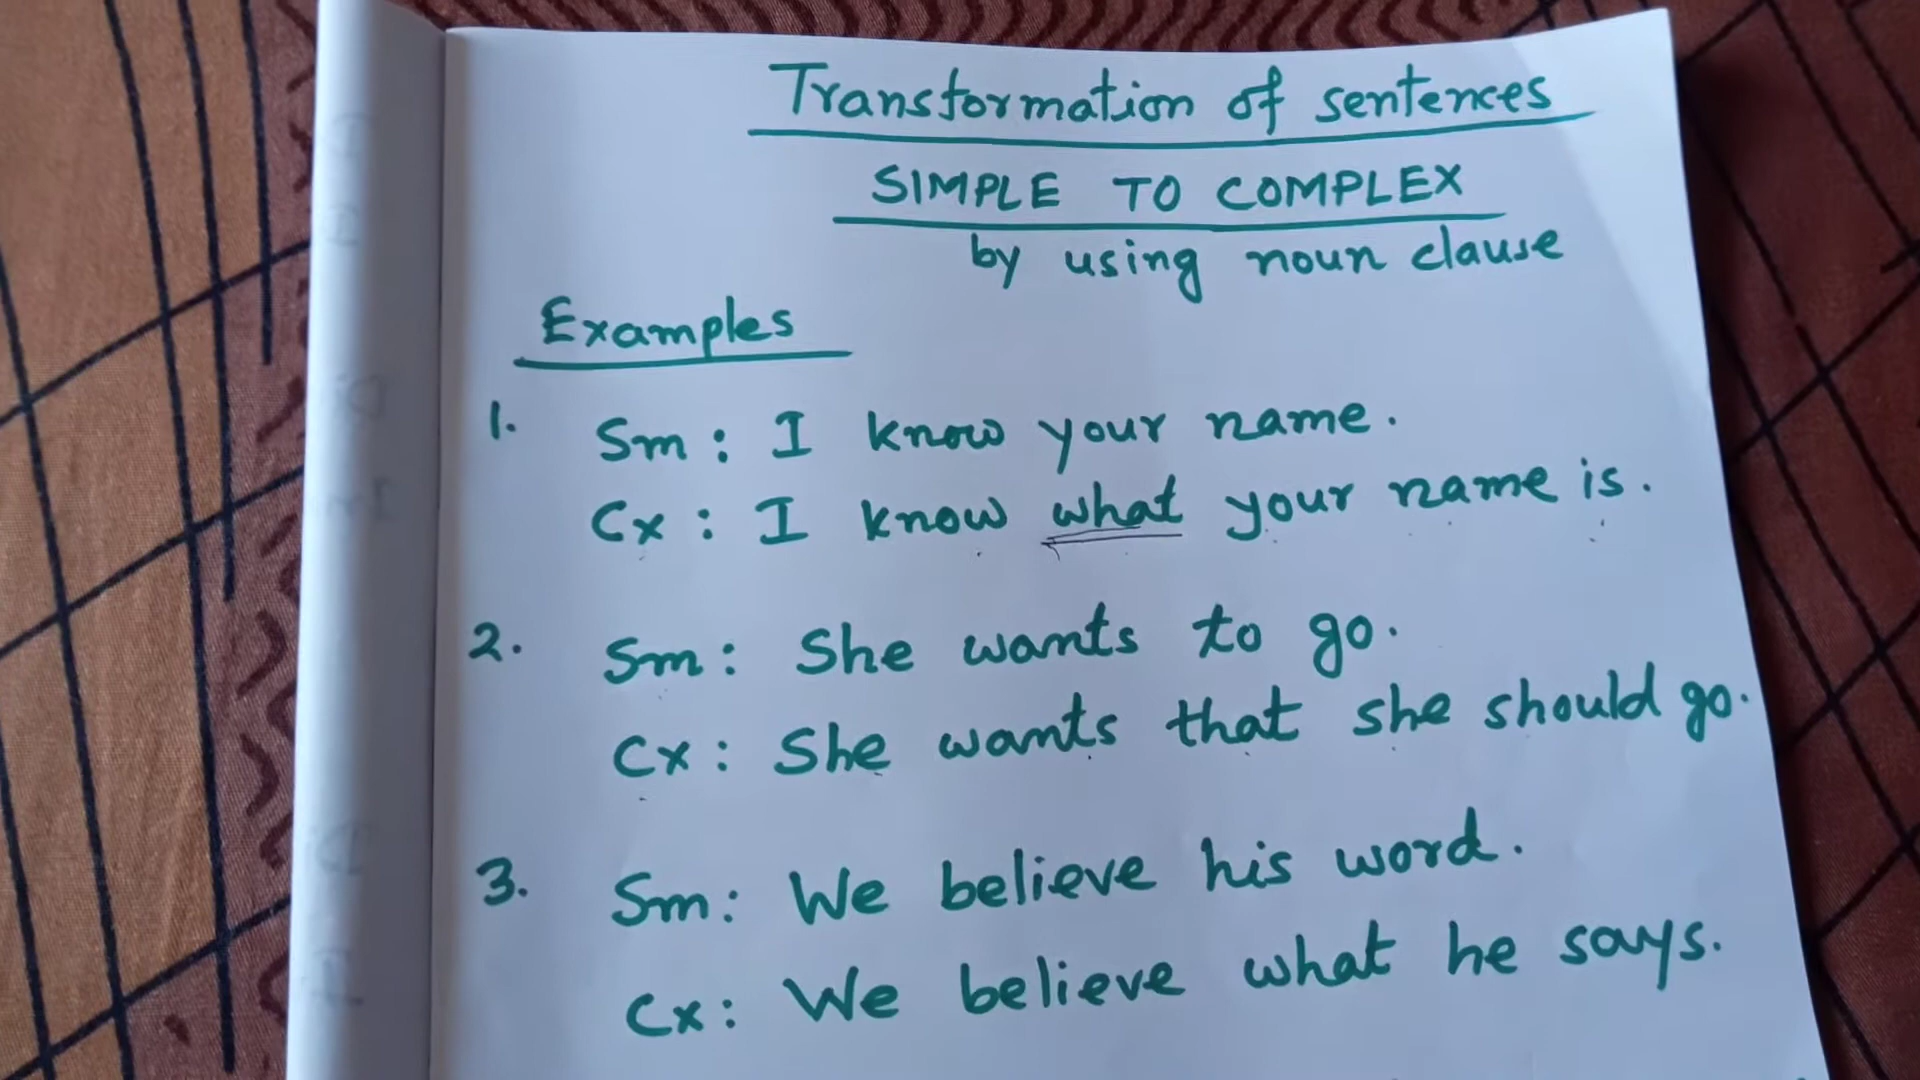 Transformation of sentences
SIMPLE TO COMPLEX
by using noun clause
Examples
1. Sm : I know your name.
Cx : I know what your name is.
2. Sm : She wants to go.
Cx : She wants that she should go.
3. Sm : We believe his word.
Cx : We believe what he says.